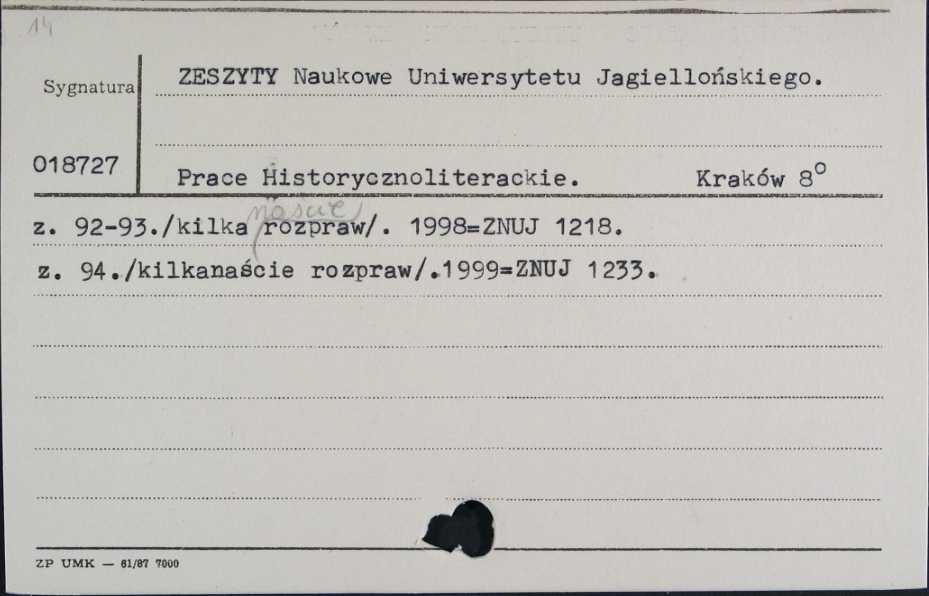 14
ZESZYTY Naukowe Uniwersytetu Jagiellońskiego.
Sygnatura
018727
Prace Historycznoliterackie. Kraków 8°
naście
z. 92-93./kilka rozpraw/. 1998=ZNUJ 1218.
z. 94./kilkanaście rozpraw/.1999=ZNUJ 1233.
ZP UMK — 61/87 7000